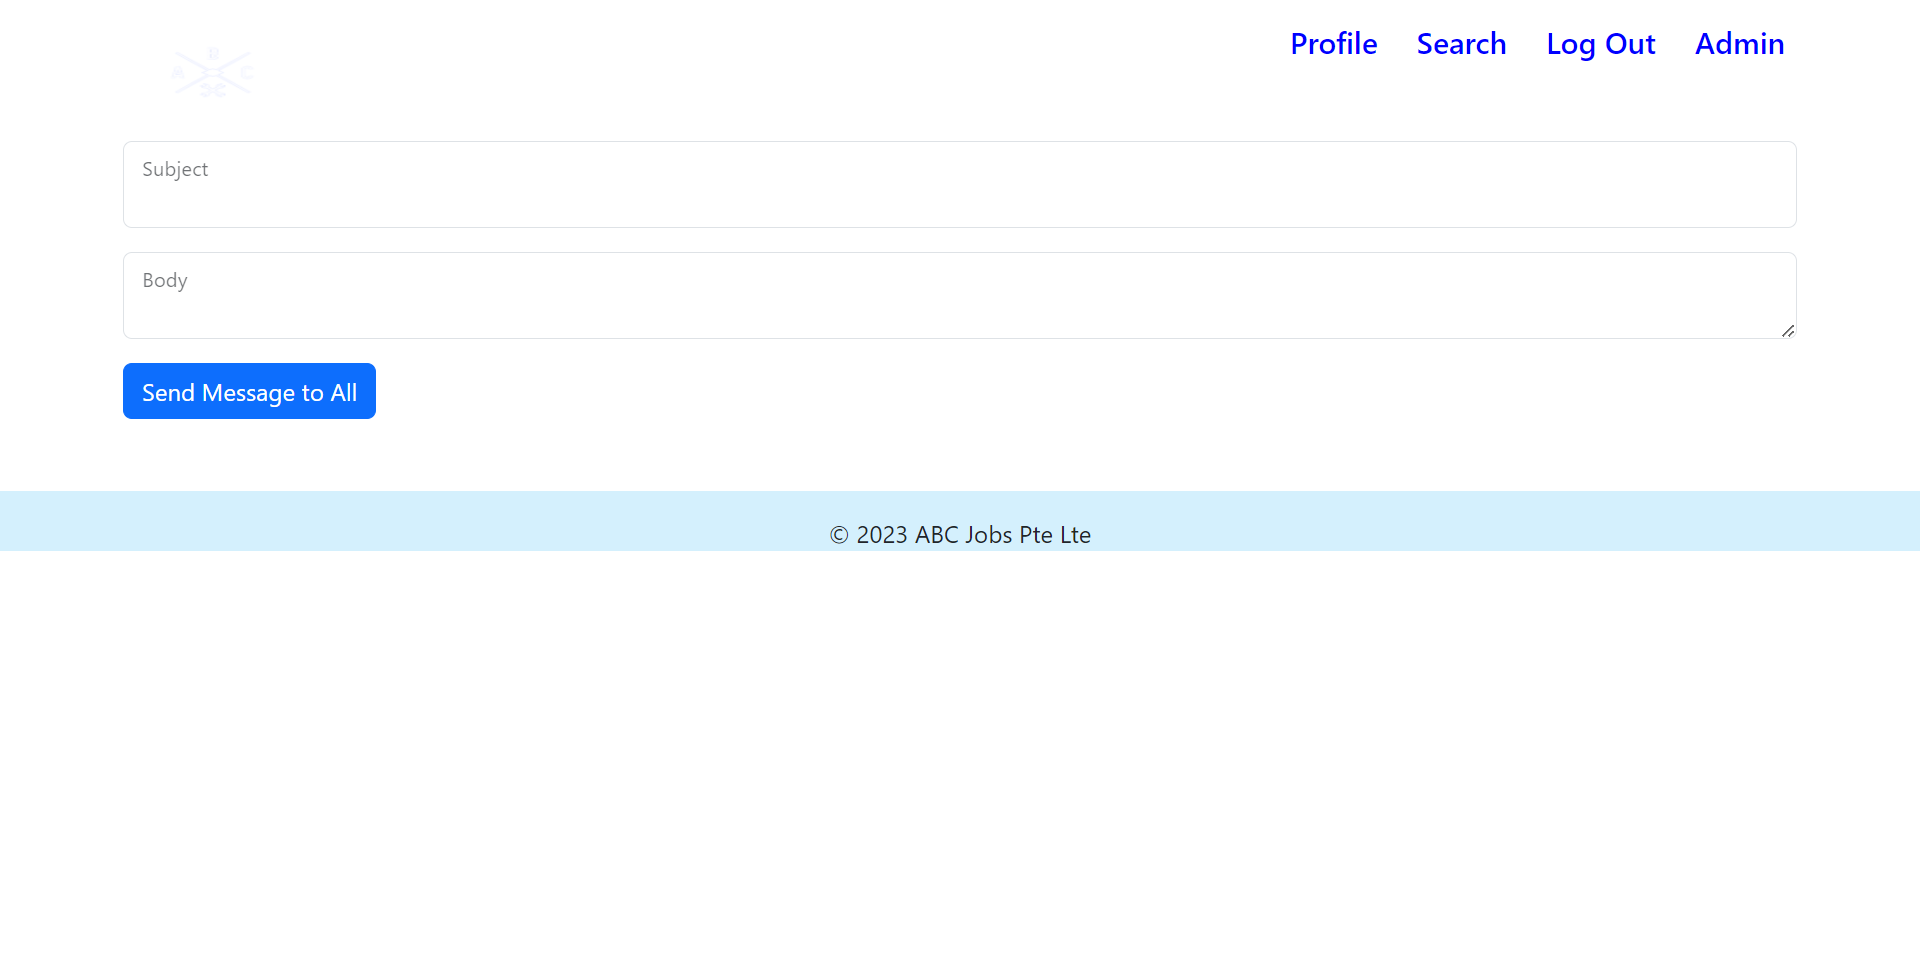 B
A C
Profile Search Log Out Admin
Subject
Body
Send Message to All
© 2023 ABC Jobs Pte Lte